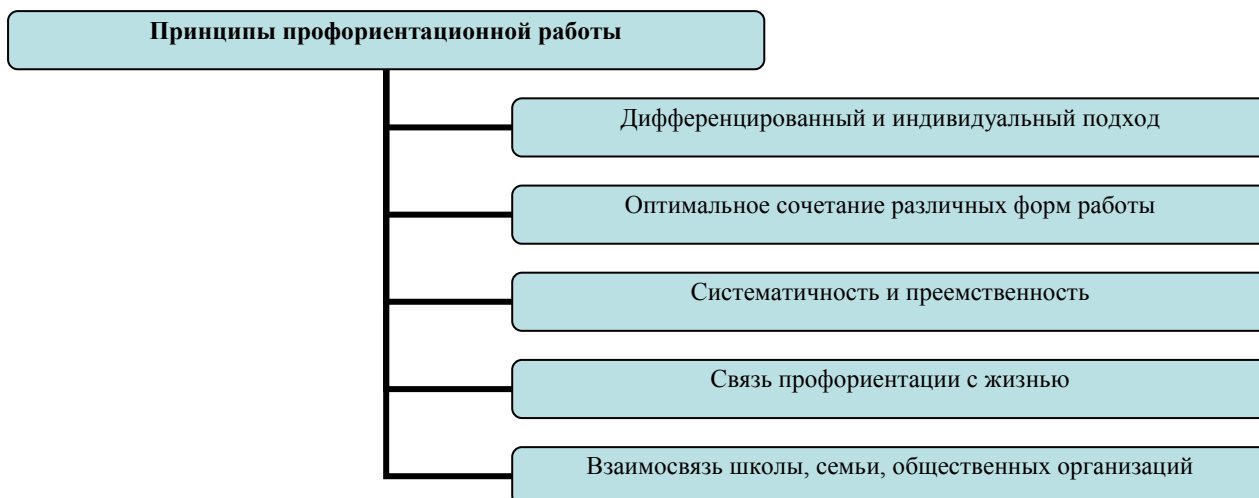 Принципы профориентационной работы
Дифференцированный и индивидуальный подход
Оптимальное сочетание различных форм работы
Систематичность и преемственность
Связь профориентации с жизнью
Взаимосвязь школы, семьи, общественных организаций